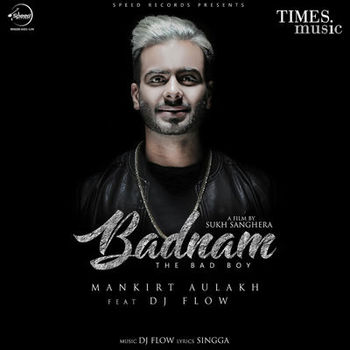 SPEED RECORDS PRESENTS
Speed
TIMES.
music
A FILM BY
SUKH SANGHERA
Badnam
THE BAD BOY
MANKIRT AULAKH
FEAT DJ FLOW
MUSIC DJ FLOW LYRICS SINGGA